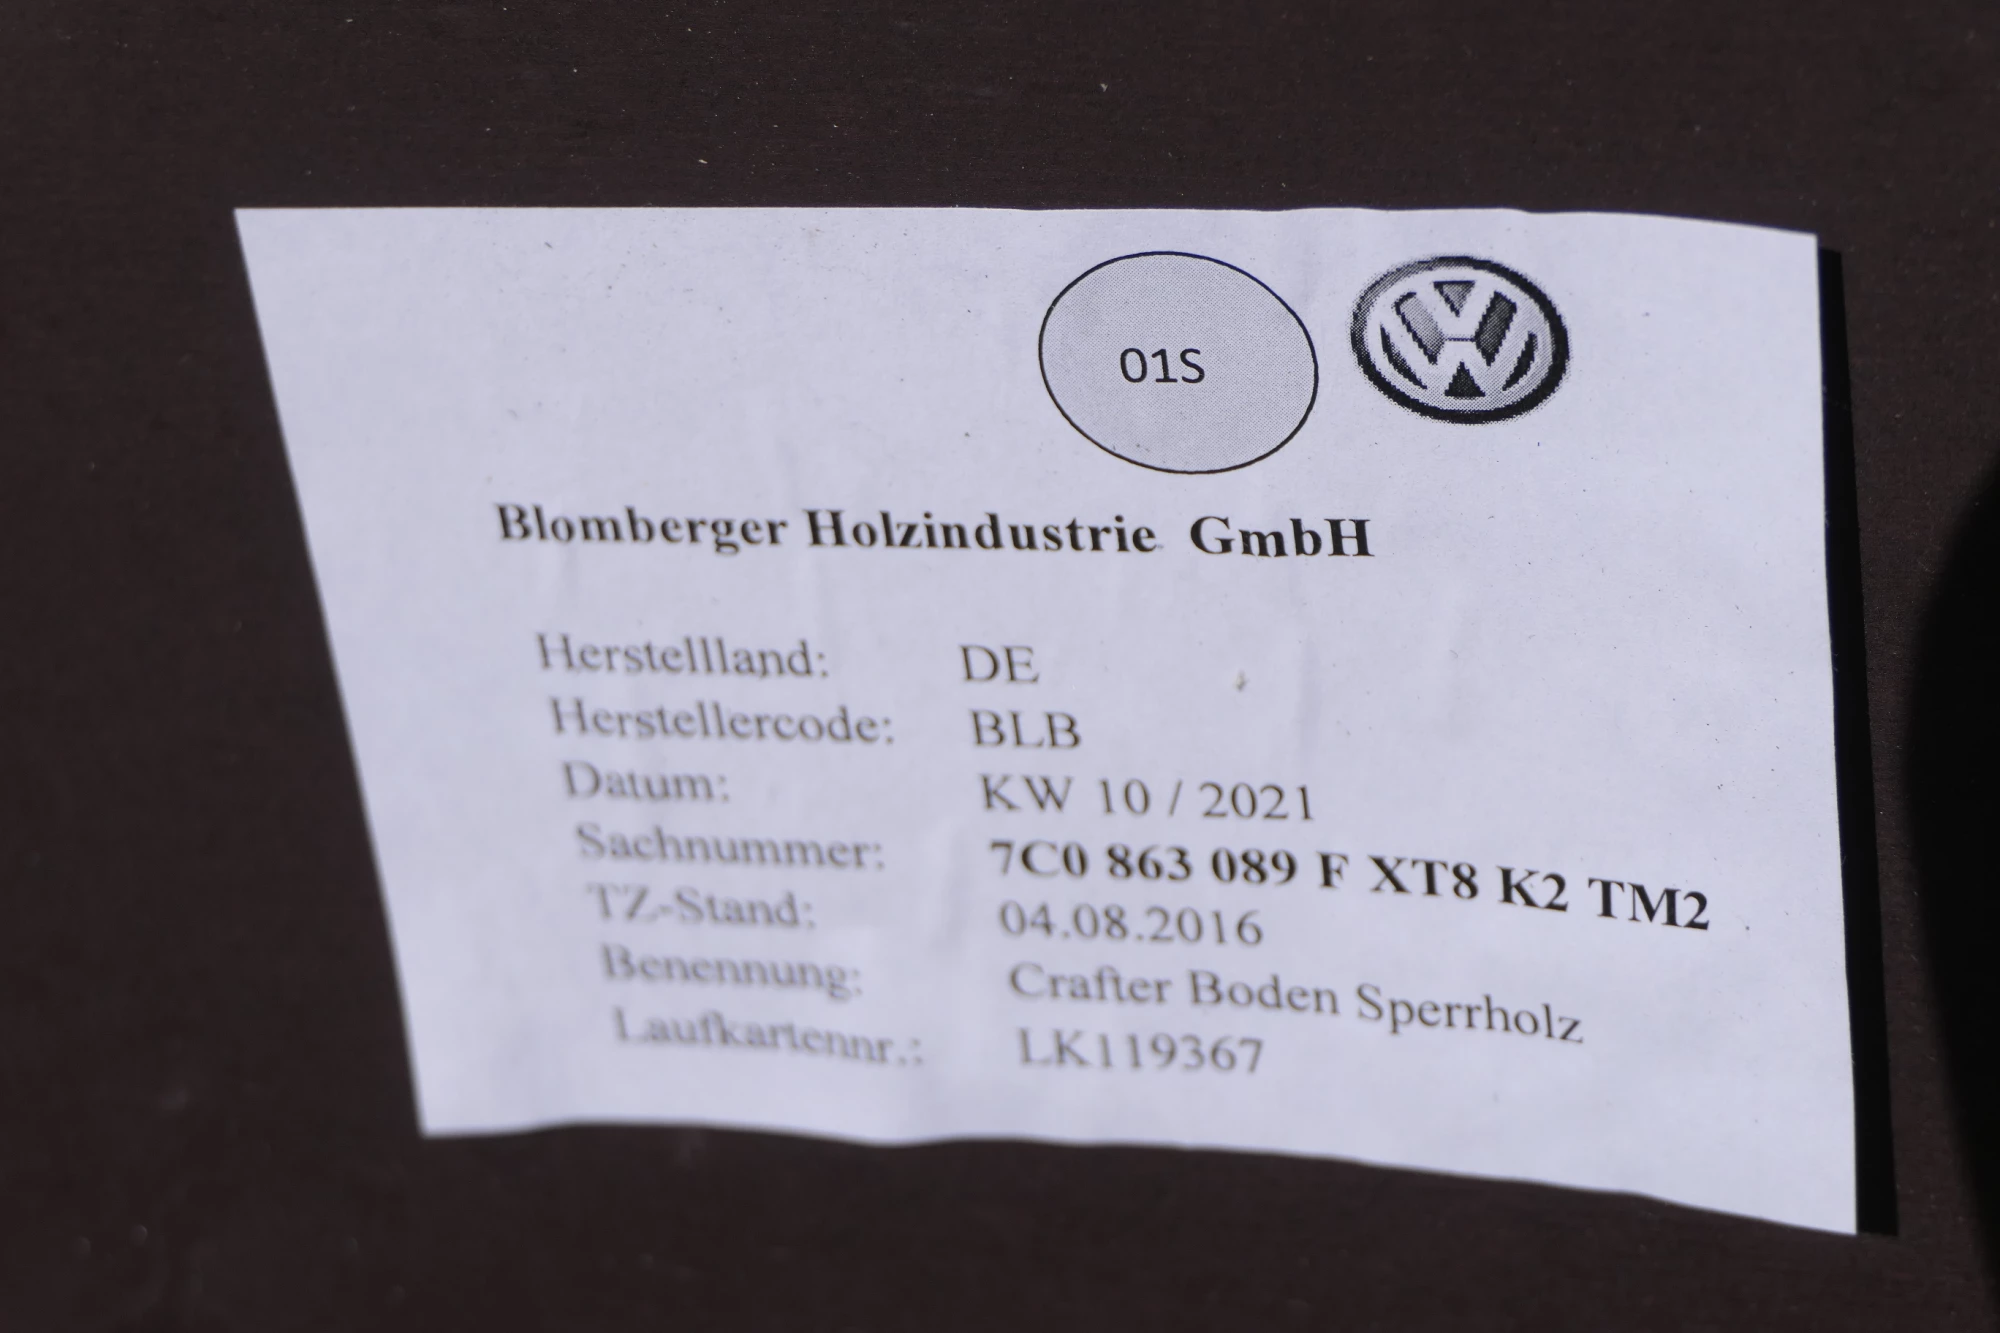 01S
Blomberger Holzindustrie GmbH
Herstellland: DE
Herstellercode: BLB
Datum: KW 10 / 2021
Sachnummer: 7C0 863 089 F XT8 K2 TM2
TZ-Stand: 04.08.2016
Benennung: Crafter Boden Sperrholz
Laufkartennr.: LK119367